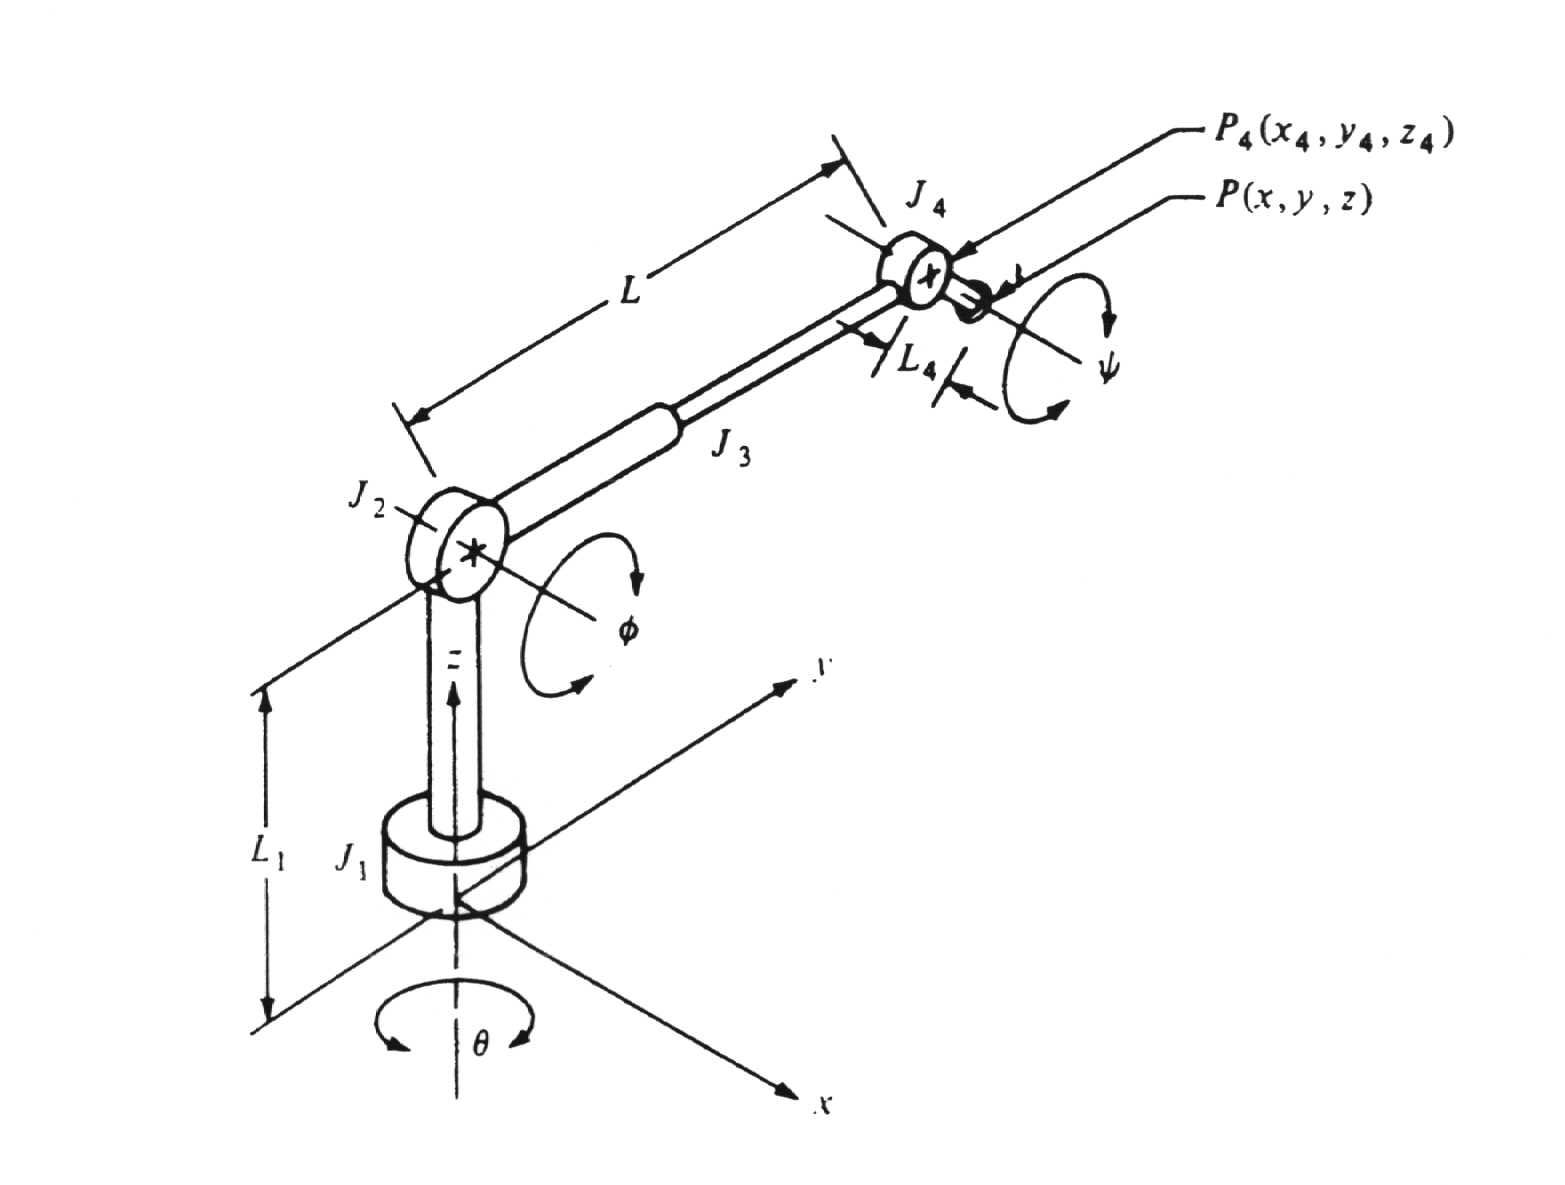 P₄(x₄, y₄, z₄)
P(x, y, z)
J₄
L
L₄
ψ
J₃
J₂
ϕ
z
y
L₁
J₁
θ
x